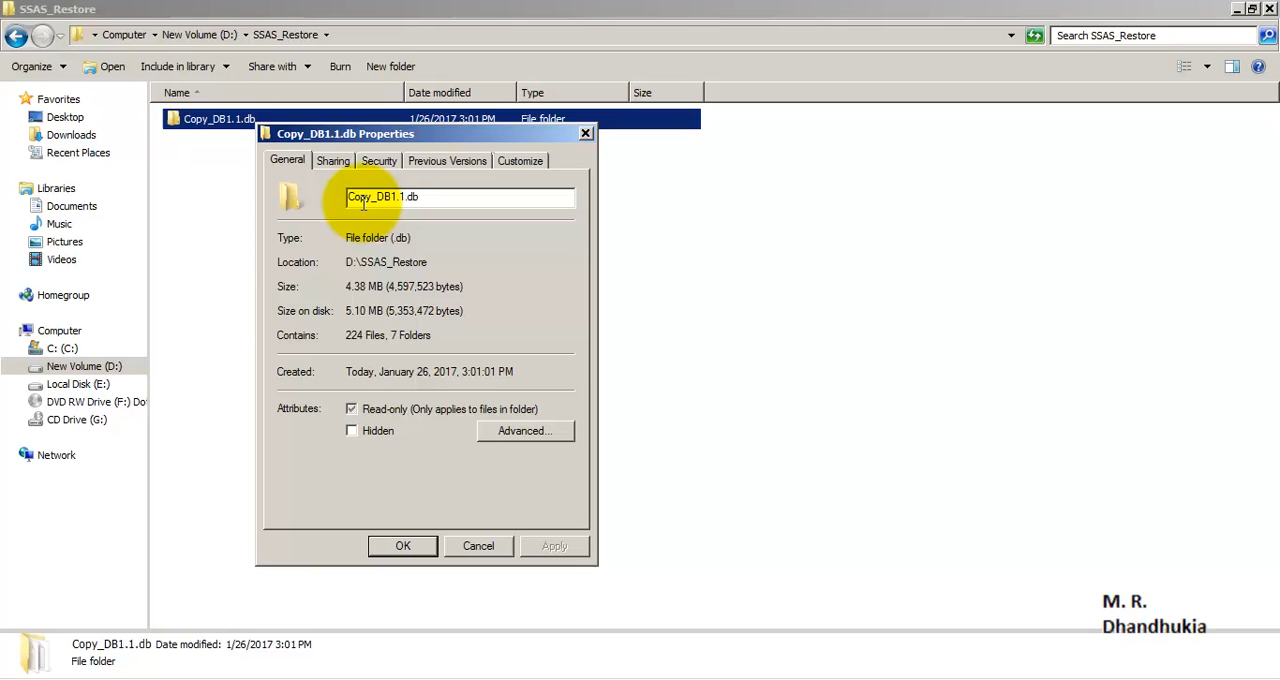 SSAS_Restore
Computer New Volume (D:) SSAS_Restore
Search SSAS_Restore
Organize Open Include in library Share with Burn New folder
Name Date modified Type Size
Favorites
Desktop
Downloads
Recent Places
Libraries
Documents
Music
Pictures
Videos
Homegroup
Computer
C: (C:)
New Volume (D:)
Local Disk (E:)
DVD RW Drive (F:) Do
CD Drive (G:)
Network
Copy_DB1.1.db 1/26/2017 3:01 PM File folder
Copy_DB1.1.db Properties
General Sharing Security Previous Versions Customize
Copy_DB1.1.db
Type: File folder (.db)
Location: D:\SSAS_Restore
Size: 4.38 MB (4,597,523 bytes)
Size on disk: 5.10 MB (5,353,472 bytes)
Contains: 224 Files, 7 Folders
Created: Today, January 26, 2017, 3:01:01 PM
Attributes: Read-only (Only applies to files in folder)
Hidden Advanced...
OK Cancel Apply
M. R.
Dhandhukia
Copy_DB1.1.db Date modified: 1/26/2017 3:01 PM
File folder